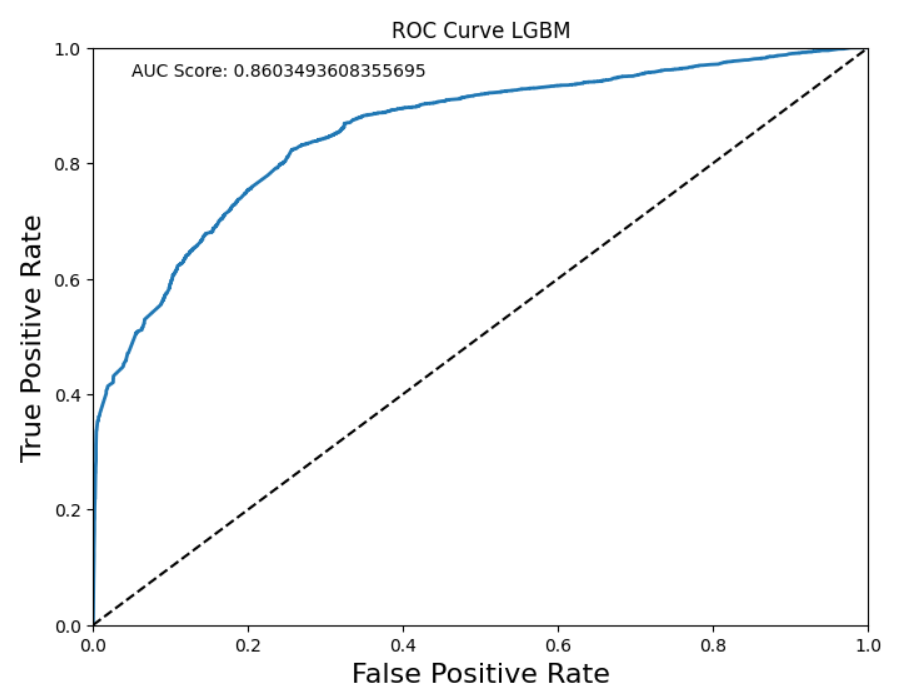 ROC Curve LGBM
AUC Score: 0.8603493608355695
1.0
0.8
0.6
0.4
0.2
0.0
True Positive Rate
0.0 0.2 0.4 0.6 0.8 1.0
False Positive Rate